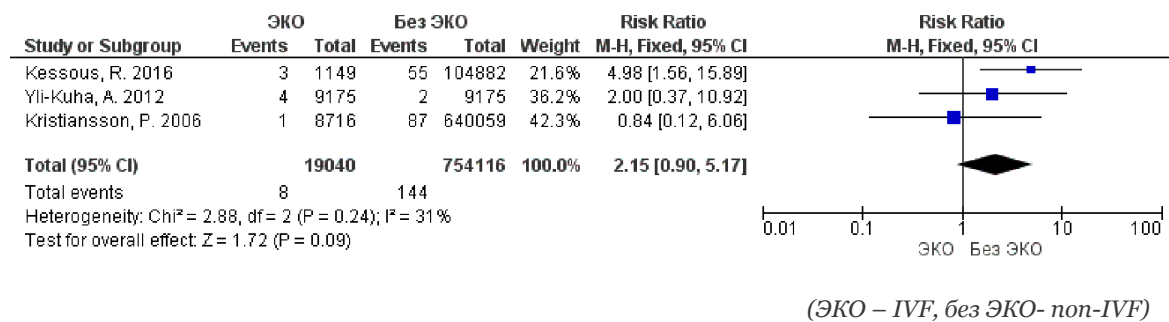 ЭКО Без ЭКО Risk Ratio Risk Ratio
Study or Subgroup Events Total Events Total Weight M-H, Fixed, 95% CI M-H, Fixed, 95% CI
Kessous, R. 2016 3 1149 55 104882 21.6% 4.98 [1.56, 15.89]
Yli-Kuha, A. 2012 4 9175 2 9175 36.2% 2.00 [0.37, 10.92]
Kristiansson, P. 2006 1 8716 87 640059 42.3% 0.84 [0.12, 6.06]
Total (95% CI) 19040 754116 100.0% 2.15 [0.90, 5.17]
Total events 8 144
Heterogeneity: Chi² = 2.88, df = 2 (P = 0.24); I² = 31%
Test for overall effect: Z = 1.72 (P = 0.09)
0.01 0.1 1 10 100
ЭКО Без ЭКО
(ЭКО – IVF, без ЭКО- non-IVF)